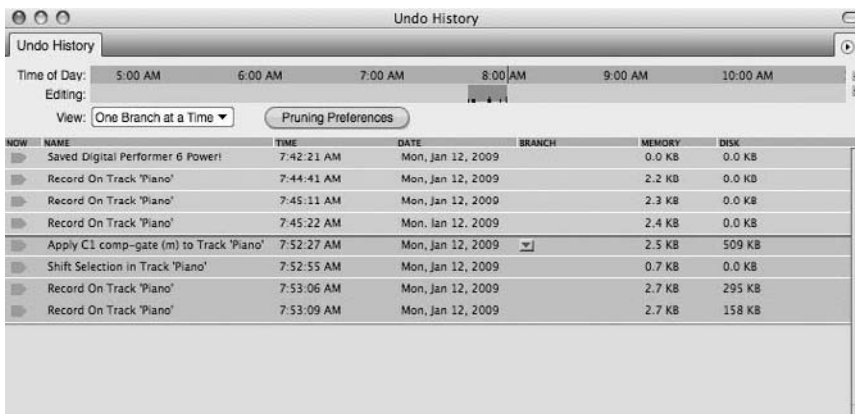 Undo History
Undo History
Time of Day: 5:00 AM 6:00 AM 7:00 AM 8:00 AM 9:00 AM 10:00 AM
Editing:
View: One Branch at a Time Pruning Preferences
NOW NAME TIME DATE BRANCH MEMORY DISK
Saved Digital Performer 6 Power! 7:42:21 AM Mon, Jan 12, 2009 0.0 KB 0.0 KB
Record On Track 'Piano' 7:44:41 AM Mon, Jan 12, 2009 2.2 KB 0.0 KB
Record On Track 'Piano' 7:45:11 AM Mon, Jan 12, 2009 2.3 KB 0.0 KB
Record On Track 'Piano' 7:45:22 AM Mon, Jan 12, 2009 2.4 KB 0.0 KB
Apply C1 comp-gate (m) to Track 'Piano' 7:52:27 AM Mon, Jan 12, 2009 2.5 KB 509 KB
Shift Selection in Track 'Piano' 7:52:55 AM Mon, Jan 12, 2009 0.7 KB 0.0 KB
Record On Track 'Piano' 7:53:06 AM Mon, Jan 12, 2009 2.7 KB 295 KB
Record On Track 'Piano' 7:53:09 AM Mon, Jan 12, 2009 2.7 KB 158 KB